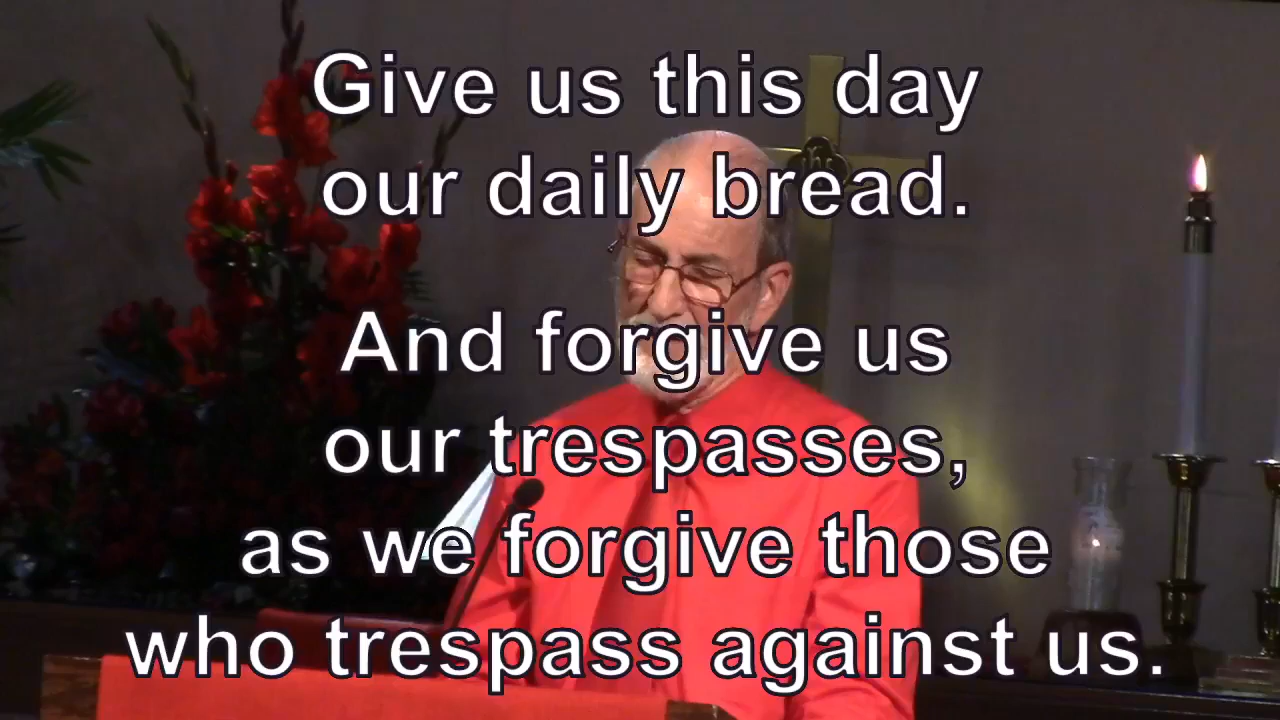 Give us this day
our daily bread.
And forgive us
our trespasses,
as we forgive those
who trespass against us.
ihs